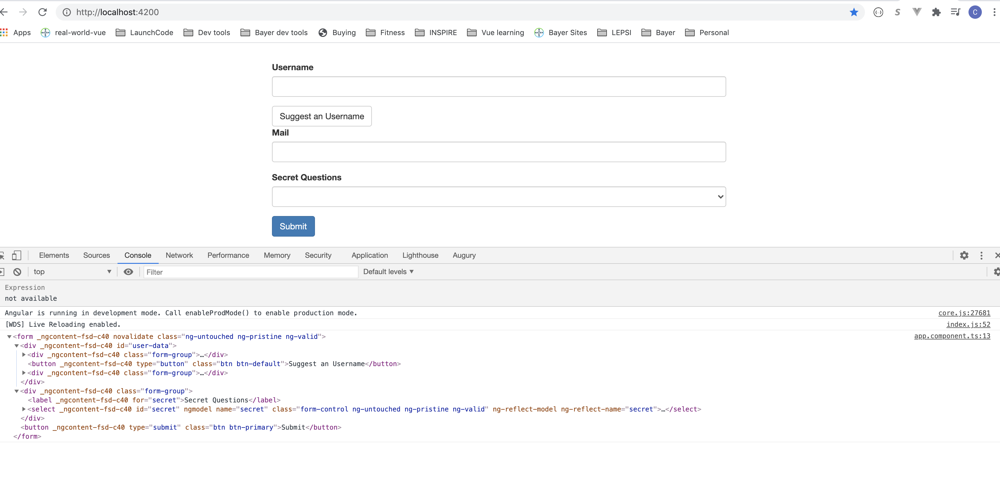 http://localhost:4200
C
Apps real-world-vue LaunchCode Dev tools Bayer dev tools Buying Fitness INSPIRE Vue learning Bayer Sites LEPSI Bayer Personal
Username
Suggest an Username
Mail
Secret Questions
Submit
Elements Sources Console Network Performance Memory Security Application Lighthouse Augury
top Filter Default levels
Expression
not available
Angular is running in development mode. Call enableProdMode() to enable production mode. core.js:27681
[WDS] Live Reloading enabled. index.js:52
<form _ngcontent-fsd-c40 novalidate class="ng-untouched ng-pristine ng-valid"> app.component.ts:13
<div _ngcontent-fsd-c40 id="user-data">
<div _ngcontent-fsd-c40 class="form-group">…</div>
<button _ngcontent-fsd-c40 type="button" class="btn btn-default">Suggest an Username</button>
<div _ngcontent-fsd-c40 class="form-group">…</div>
</div>
<div _ngcontent-fsd-c40 class="form-group">
<label _ngcontent-fsd-c40 for="secret">Secret Questions</label>
<select _ngcontent-fsd-c40 id="secret" ngmodel name="secret" class="form-control ng-untouched ng-pristine ng-valid" ng-reflect-model ng-reflect-name="secret">…</select>
</div>
<button _ngcontent-fsd-c40 type="submit" class="btn btn-primary">Submit</button>
</form>